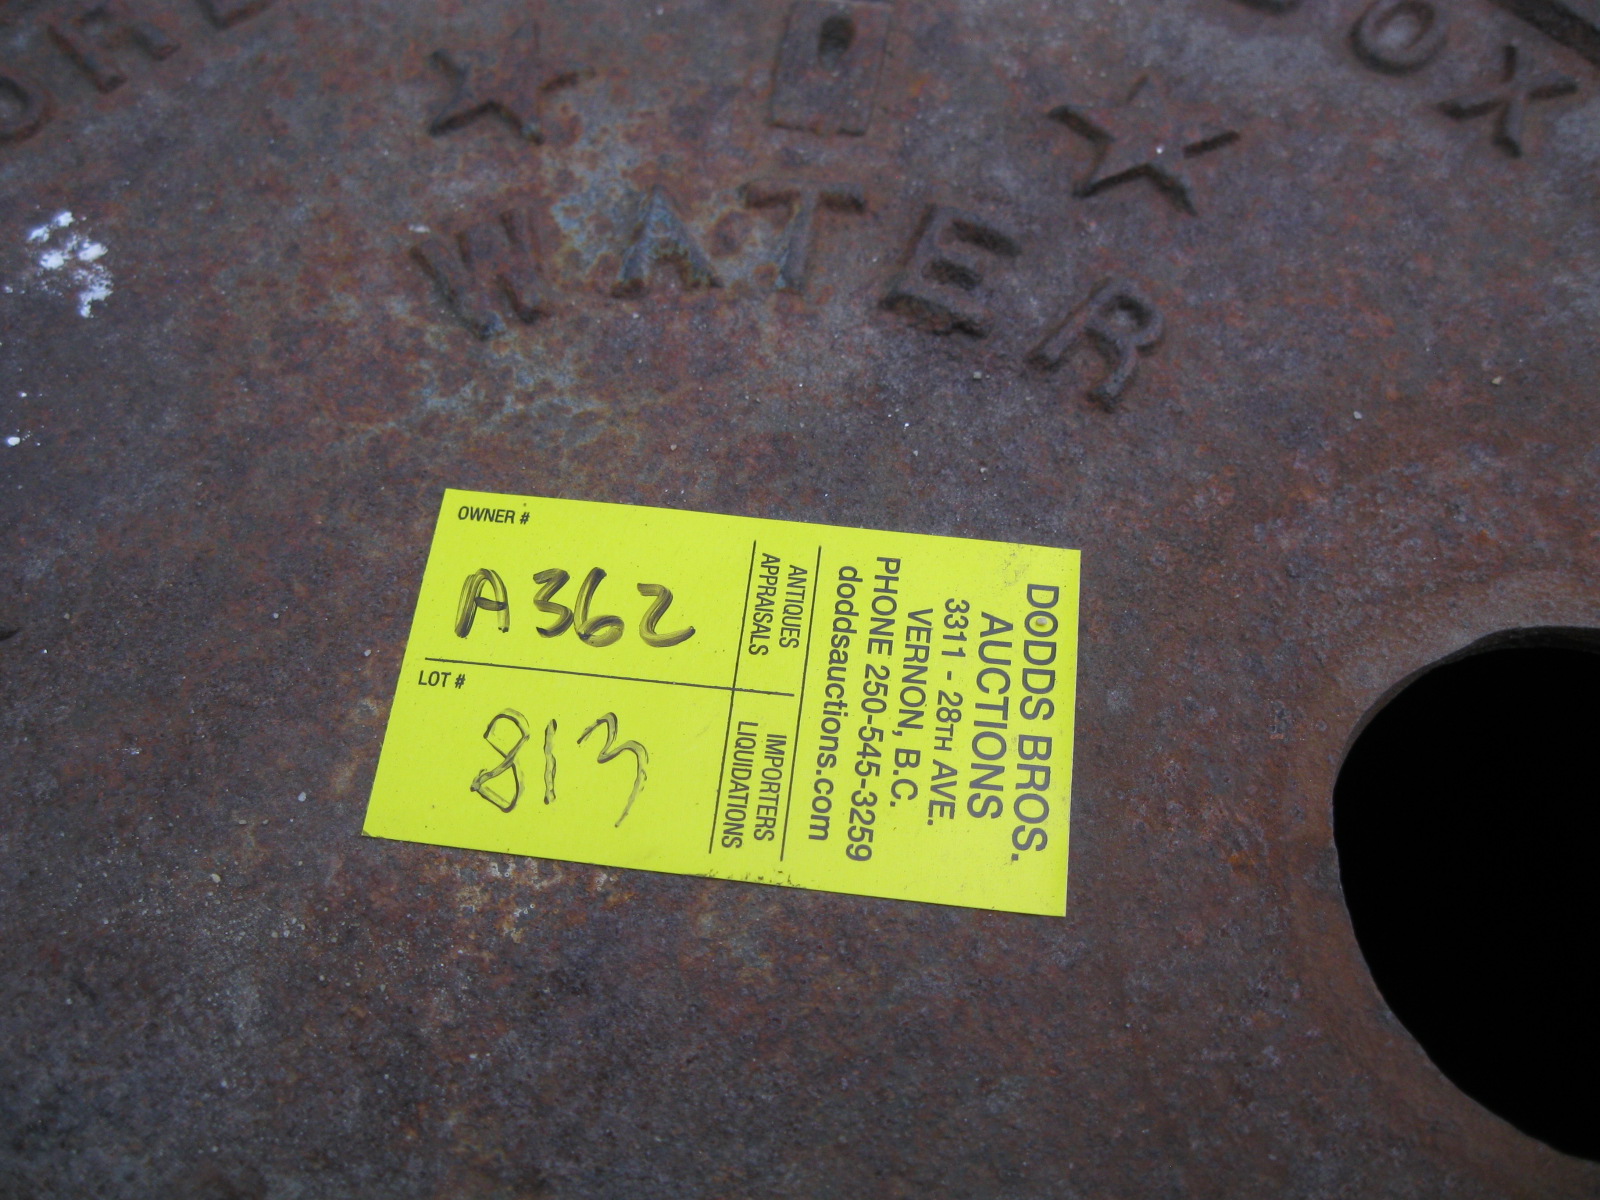 OX
WATER
OWNER #
A362
LOT #
813
ANTIQUES
APPRAISALS
IMPORTERS
LIQUIDATIONS
DODDS BROS.
AUCTIONS
3311 - 28TH AVE.
VERNON, B.C.
PHONE 250-545-3259
doddsauctions.com